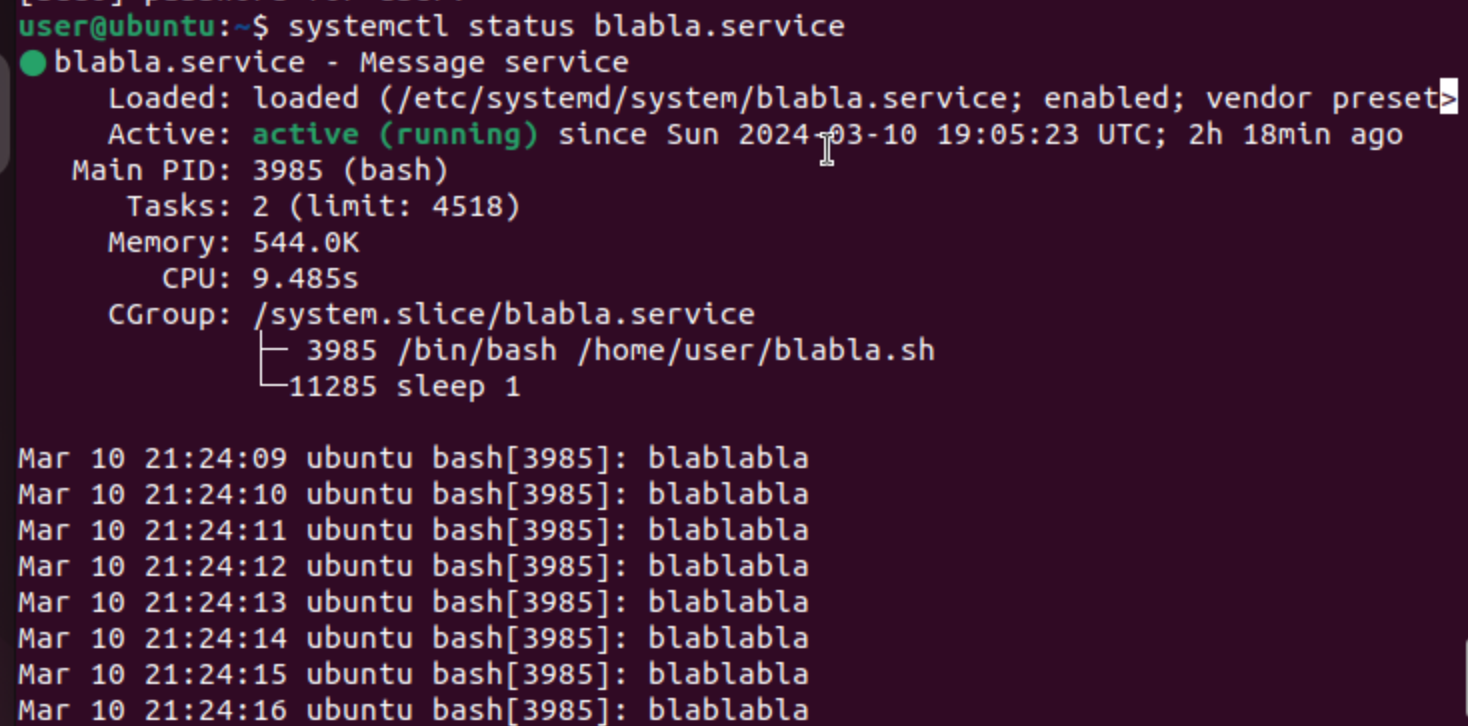 user@ubuntu:~$ systemctl status blabla.service
● blabla.service - Message service
     Loaded: loaded (/etc/systemd/system/blabla.service; enabled; vendor preset>
     Active: active (running) since Sun 2024-03-10 19:05:23 UTC; 2h 18min ago
   Main PID: 3985 (bash)
      Tasks: 2 (limit: 4518)
     Memory: 544.0K
        CPU: 9.485s
     CGroup: /system.slice/blabla.service
             ├─ 3985 /bin/bash /home/user/blabla.sh
             └─11285 sleep 1

Mar 10 21:24:09 ubuntu bash[3985]: blablabla
Mar 10 21:24:10 ubuntu bash[3985]: blablabla
Mar 10 21:24:11 ubuntu bash[3985]: blablabla
Mar 10 21:24:12 ubuntu bash[3985]: blablabla
Mar 10 21:24:13 ubuntu bash[3985]: blablabla
Mar 10 21:24:14 ubuntu bash[3985]: blablabla
Mar 10 21:24:15 ubuntu bash[3985]: blablabla
Mar 10 21:24:16 ubuntu bash[3985]: blablabla